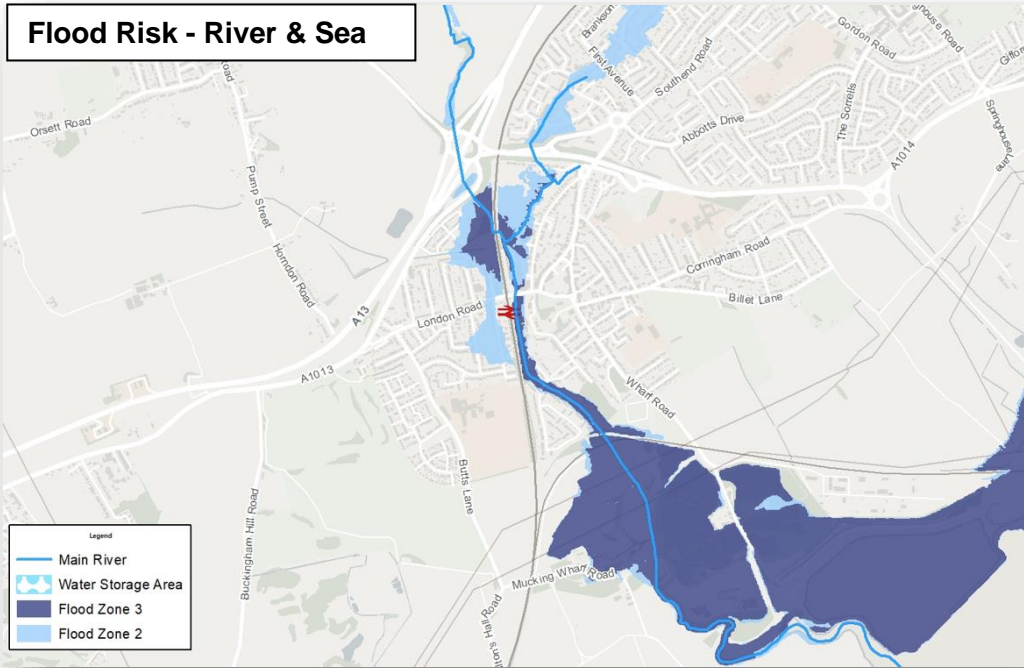 Flood Risk - River & Sea
Orsett Road
Road
Pump Street
Horndon Road
First Avenue
Southend Road
Gordon Road
Abbotts Drive
The Sorrells
A1014
Springhouse Lane
Corringham Road
Billet Lane
A13
London Road
A1013
Wharf Road
Butts Lane
Buckingham Hill Road
Mucking Wharf Road
Road
Legend
Main River
Water Storage Area
Flood Zone 3
Flood Zone 2